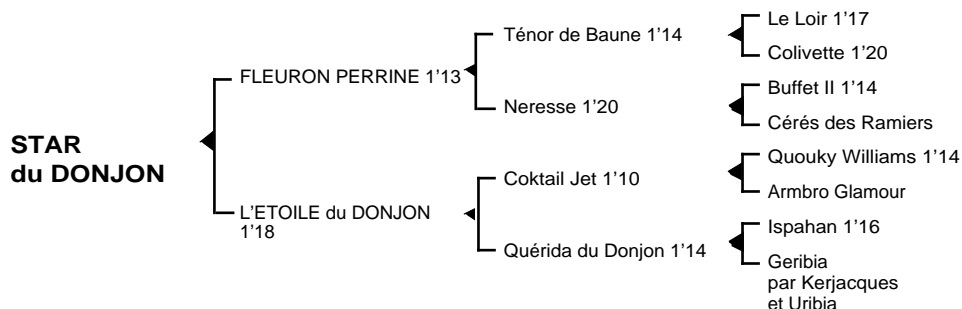 STAR
du DONJON
FLEURON PERRINE 1’13
L’ETOILE du DONJON
1’18
Ténor de Baune 1’14
Neresse 1’20
Coktail Jet 1’10
Quérida du Donjon 1’14
Le Loir 1’17
Colivette 1’20
Buffet II 1’14
Cérés des Ramiers
Quouky Williams 1’14
Armbro Glamour
Ispahan 1’16
Geribia
par Kerjacques
et Uribia